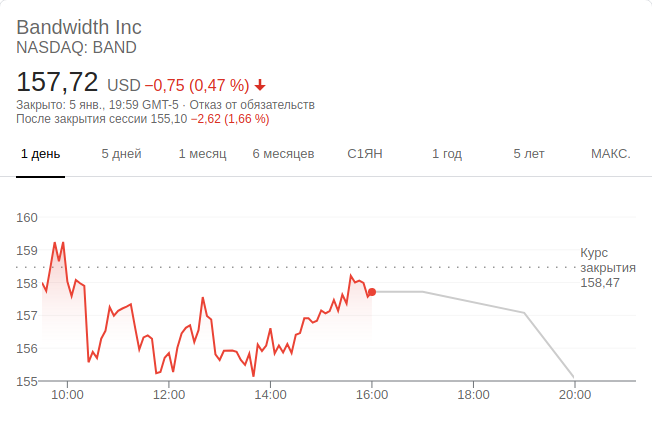 Bandwidth Inc
NASDAQ: BAND
157,72 USD −0,75 (0,47 %)
Закрыто: 5 янв., 19:59 GMT-5 · Отказ от обязательств
После закрытия сессии 155,10 −2,62 (1,66 %)
1 день 5 дней 1 месяц 6 месяцев С1ЯН 1 год 5 лет МАКС.
160
159
Курс
закрытия
158,47
158
157
156
155
10:00 12:00 14:00 16:00 18:00 20:00